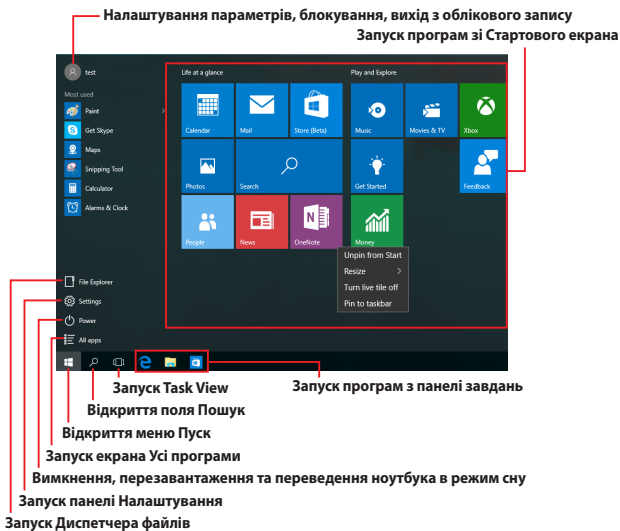 Налаштування параметрів, блокування, вихід з облікового запису
Запуск програм зі Стартового екрана
test
Life at a glance
Play and Explore
Most used
Paint
Get Skype
Maps
Snipping Tool
Calculator
Alarms & Clock
Calendar
Mail
Store (Beta)
Music
Movies & TV
Xbox
Photos
Search
Get Started
Feedback
People
News
OneNote
Money
Unpin from Start
Resize
Turn live tile off
Pin to taskbar
File Explorer
Settings
Power
All apps
Запуск Task View
Запуск програм з панелі завдань
Відкриття поля Пошук
Відкриття меню Пуск
Запуск екрана Усі програми
Вимкнення, перезавантаження та переведення ноутбука в режим сну
Запуск панелі Налаштування
Запуск Диспетчера файлів